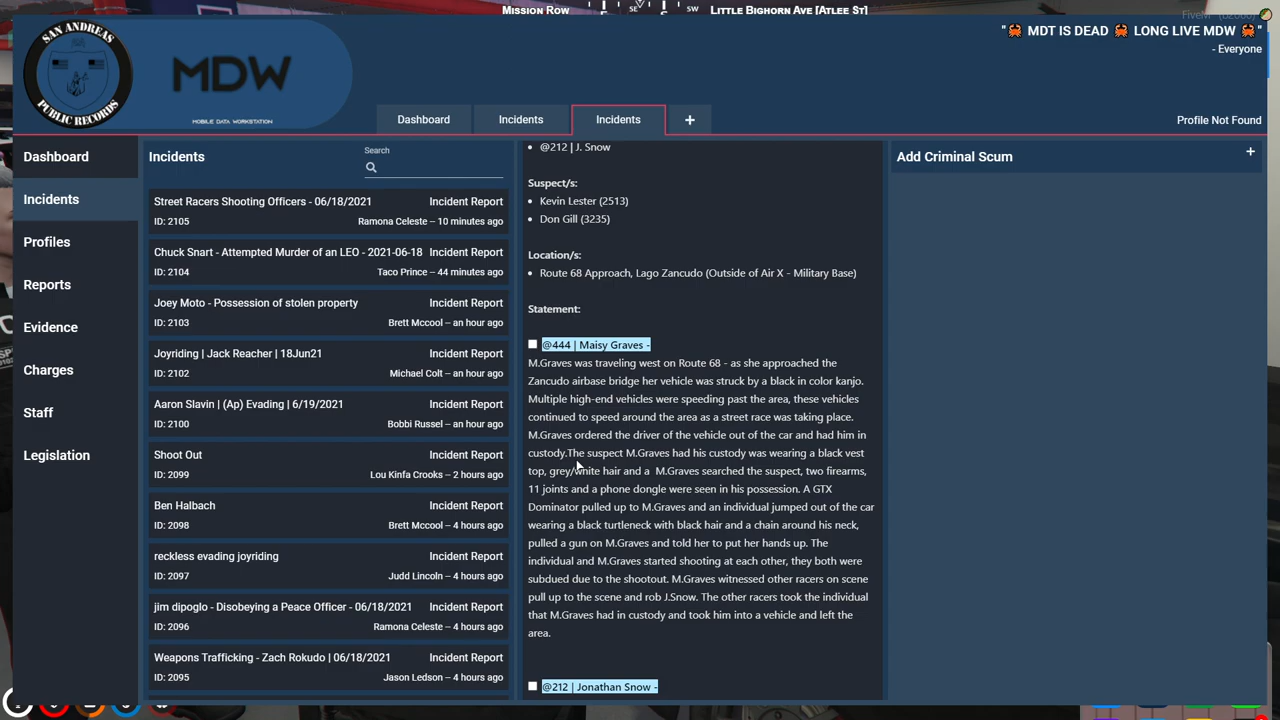 Mission Row
SE
SW
Little Bighorn Ave [Atlee St]
SAN ANDREAS
PUBLIC RECORDS
MDW
MOBILE DATA WORKSTATION
" 🦀 MDT IS DEAD 🦀 LONG LIVE MDW 🦀 "
- Everyone
Dashboard
Incidents
Incidents
+
Profile Not Found
Dashboard
Incidents
Profiles
Reports
Evidence
Charges
Staff
Legislation
Incidents
Search
Street Racers Shooting Officers - 06/18/2021 Incident Report
ID: 2105 Ramona Celeste – 10 minutes ago
Chuck Snart - Attempted Murder of an LEO - 2021-06-18 Incident Report
ID: 2104 Taco Prince – 44 minutes ago
Joey Moto - Possession of stolen property Incident Report
ID: 2103 Brett Mccool – an hour ago
Joyriding | Jack Reacher | 18Jun21 Incident Report
ID: 2102 Michael Colt – an hour ago
Aaron Slavin | (Ap) Evading | 6/19/2021 Incident Report
ID: 2100 Bobbi Russel – an hour ago
Shoot Out Incident Report
ID: 2099 Lou Kinfa Crooks – 2 hours ago
Ben Halbach Incident Report
ID: 2098 Brett Mccool – 4 hours ago
reckless evading joyriding Incident Report
ID: 2097 Judd Lincoln – 4 hours ago
jim dipoglo - Disobeying a Peace Officer - 06/18/2021 Incident Report
ID: 2096 Ramona Celeste – 4 hours ago
Weapons Trafficking - Zach Rokudo | 06/18/2021 Incident Report
ID: 2095 Jason Ledson – 4 hours ago
• @212 | J. Snow
Suspect/s:
• Kevin Lester (2513)
• Don Gill (3235)
Location/s:
• Route 68 Approach, Lago Zancudo (Outside of Air X - Military Base)
Statement:
@444 | Maisy Graves -
M.Graves was traveling west on Route 68 - as she approached the
Zancudo airbase bridge her vehicle was struck by a black in color kanjo.
Multiple high-end vehicles were speeding past the area, these vehicles
continued to speed around the area as a street race was taking place.
M.Graves ordered the driver of the vehicle out of the car and had him in
custody.The suspect M.Graves had his custody was wearing a black vest
top, grey/white hair and a M.Graves searched the suspect, two firearms,
11 joints and a phone dongle were seen in his possession. A GTX
Dominator pulled up to M.Graves and an individual jumped out of the car
wearing a black turtleneck with black hair and a chain around his neck,
pulled a gun on M.Graves and told her to put her hands up. The
individual and M.Graves started shooting at each other, they both were
subdued due to the shootout. M.Graves witnessed other racers on scene
pull up to the scene and rob J.Snow. The other racers took the individual
that M.Graves had in custody and took him into a vehicle and left the
area.
@212 | Jonathan Snow -
Add Criminal Scum +